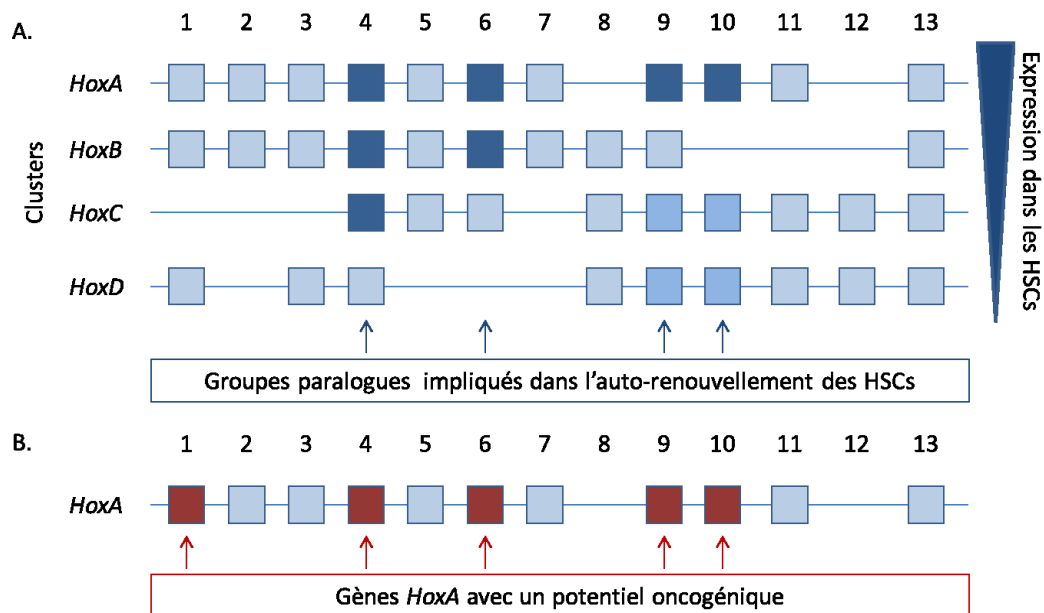 A.
1 2 3 4 5 6 7 8 9 10 11 12 13
HoxA
HoxB
HoxC
HoxD
Clusters
Expression dans les HSCs
Groupes paralogues impliqués dans l'auto-renouvellement des HSCs
B.
1 2 3 4 5 6 7 8 9 10 11 12 13
HoxA
Gènes HoxA avec un potentiel oncogénique